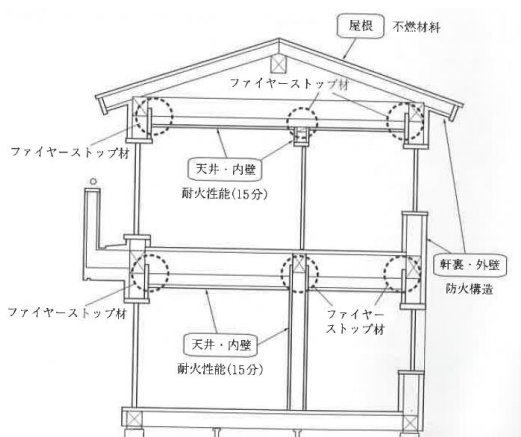 屋根 不燃材料
ファイヤーストップ材
ファイヤーストップ材
天井・内壁
耐火性能(15分)
軒裏・外壁
防火構造
ファイヤーストップ材
ファイヤー
ストップ材
天井・内壁
耐火性能(15分)